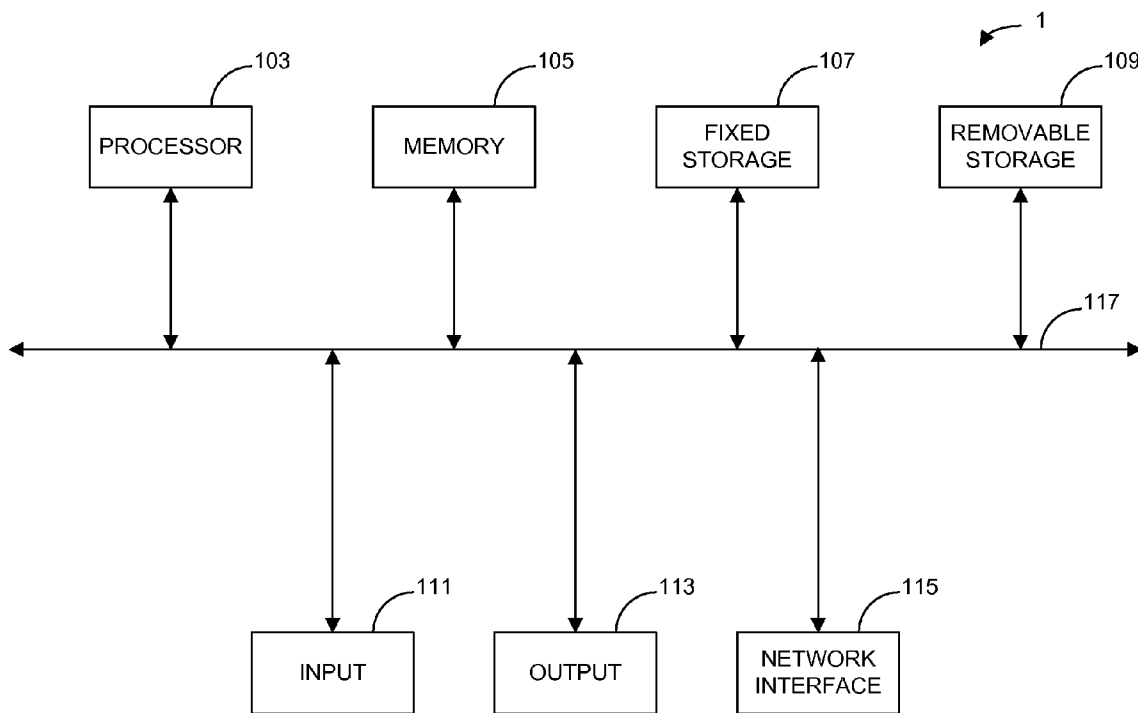 1
103
105
107
109
PROCESSOR
MEMORY
FIXED
STORAGE
REMOVABLE
STORAGE
117
111
113
115
INPUT
OUTPUT
NETWORK
INTERFACE